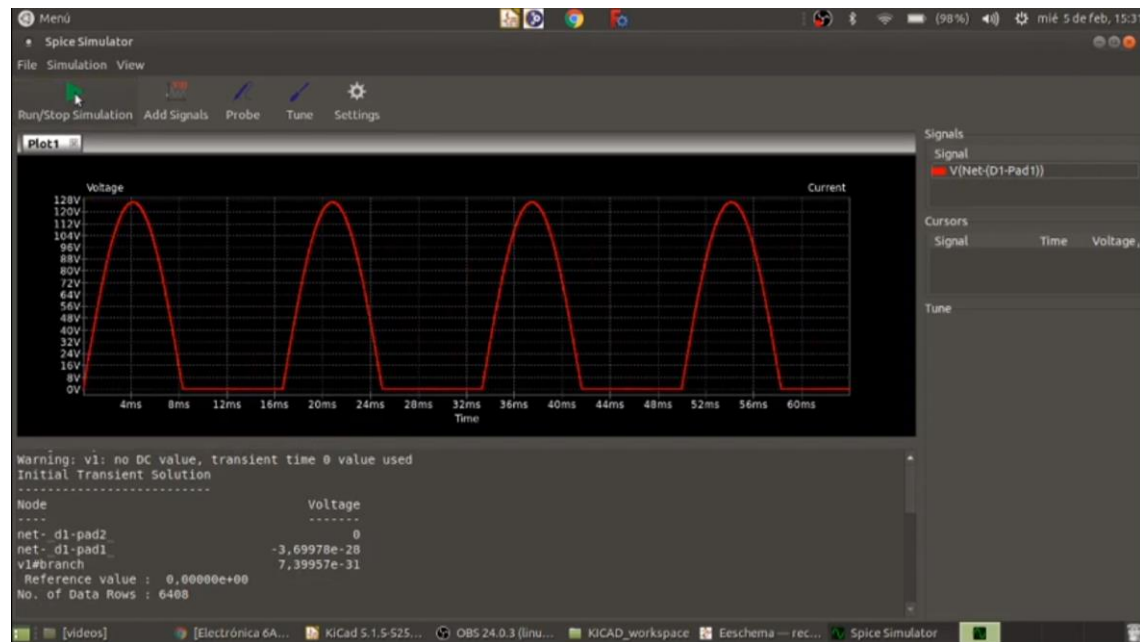 Menú (98%) mié 5 de feb, 15:3
Spice Simulator
File Simulation View
Run/Stop Simulation Add Signals Probe Tune Settings
Plot1
Voltage Current
128V
120V
112V
104V
96V
88V
80V
72V
64V
56V
48V
40V
32V
24V
16V
8V
0V
4ms 8ms 12ms 16ms 20ms 24ms 28ms 32ms 36ms 40ms 44ms 48ms 52ms 56ms 60ms
Time
Signals
Signal
V(Net-(D1-Pad1))
Cursors
Signal Time Voltage,
Tune
Warning: v1: no DC value, transient time 0 value used
Initial Transient Solution
--------------------------
Node Voltage
---- -------
net-_d1-pad2_ 0
net-_d1-pad1_ -3,69978e-28
v1#branch 7,39957e-31
Reference value : 0,00000e+00
No. of Data Rows : 6408
[videos] [Electrónica 6A... KiCad 5.1.5-525... OBS 24.0.3 (linu... KICAD_workspace Eeschema — rec... Spice Simulator